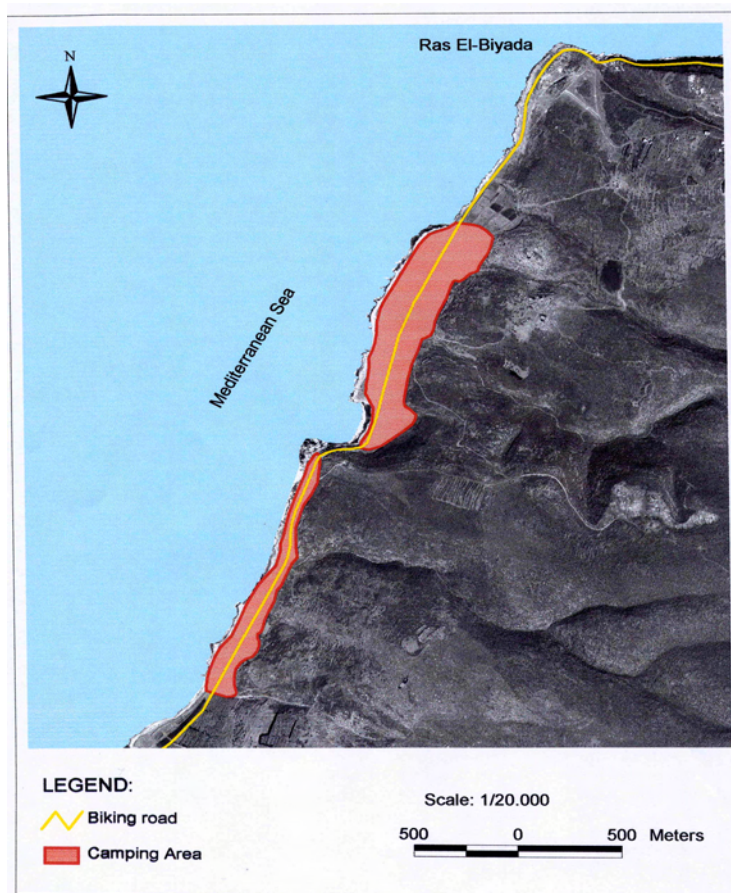 N
Ras El-Biyada
Mediterranean Sea
LEGEND:
Biking road
Camping Area
Scale: 1/20.000
500 0 500 Meters